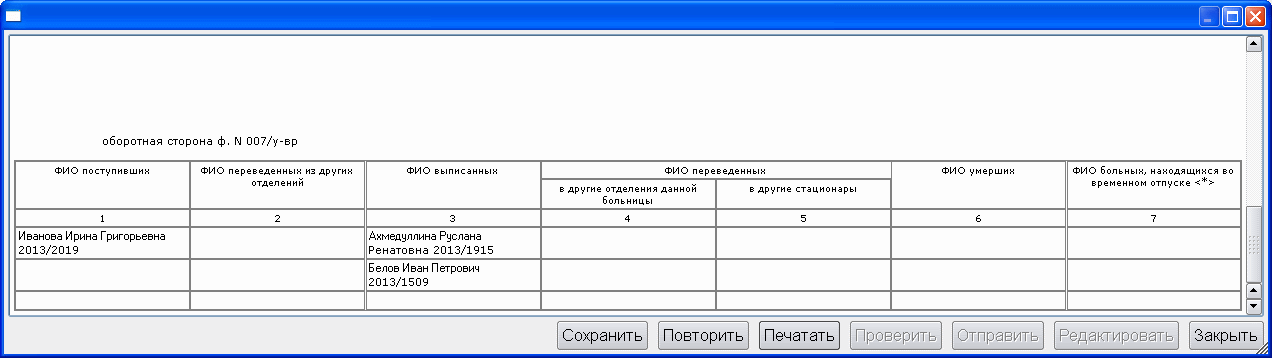 оборотная сторона ф. N 007/у-вр
ФИО поступивших
ФИО переведенных из других
отделений
ФИО выписанных
ФИО переведенных
в другие отделения данной
больницы
в другие стационары
ФИО умерших
ФИО больных, находящихся во
временном отпуске <*>
1 2 3 4 5 6 7
Иванова Ирина Григорьевна
2013/2019
Ахмедуллина Руслана
Ренатовна 2013/1915
Белов Иван Петрович
2013/1509
Сохранить Повторить Печатать Проверить Отправить Редактировать Закрыть